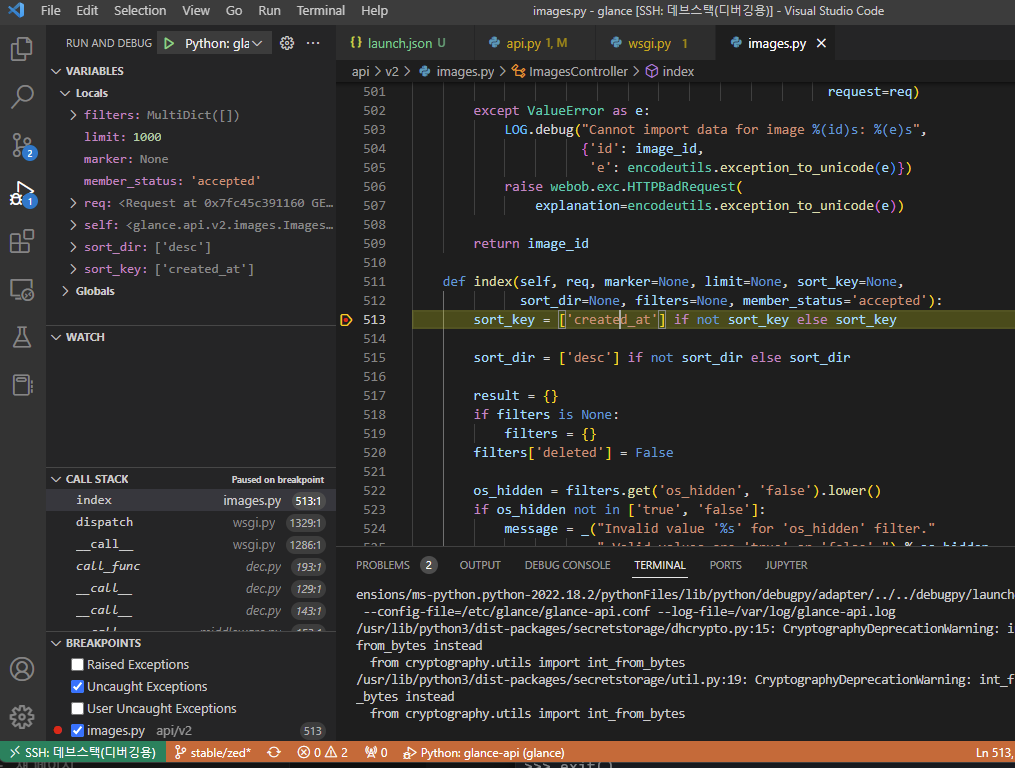 File Edit Selection View Go Run Terminal Help images.py - glance [SSH: 데브스택(디버깅용)] - Visual Studio Code
RUN AND DEBUG Python: gla
launch.json U api.py 1, M wsgi.py 1 images.py
api > v2 > images.py > ImagesController > index
VARIABLES
Locals
filters: MultiDict([])
limit: 1000
marker: None
member_status: 'accepted'
req: <Request at 0x7fc45c391160 GE...
self: <glance.api.v2.images.Images...
sort_dir: ['desc']
sort_key: ['created_at']
Globals
WATCH
CALL STACK Paused on breakpoint
index images.py 513:1
dispatch wsgi.py 1329:1
__call__ wsgi.py 1286:1
call_func dec.py 193:1
__call__ dec.py 129:1
__call__ dec.py 143:1
BREAKPOINTS
Raised Exceptions
Uncaught Exceptions
User Uncaught Exceptions
images.py api/v2 513
2
1
501 request=req)
502 except ValueError as e:
503 LOG.debug("Cannot import data for image %(id)s: %(e)s",
504 {'id': image_id,
505 'e': encodeutils.exception_to_unicode(e)})
506 raise webob.exc.HTTPBadRequest(
507 explanation=encodeutils.exception_to_unicode(e))
508
509 return image_id
510
511 def index(self, req, marker=None, limit=None, sort_key=None,
512 sort_dir=None, filters=None, member_status='accepted'):
513 sort_key = ['created_at'] if not sort_key else sort_key
514
515 sort_dir = ['desc'] if not sort_dir else sort_dir
516
517 result = {}
518 if filters is None:
519 filters = {}
520 filters['deleted'] = False
521
522 os_hidden = filters.get('os_hidden', 'false').lower()
523 if os_hidden not in ['true', 'false']:
524 message = _("Invalid value '%s' for 'os_hidden' filter."
PROBLEMS 2 OUTPUT DEBUG CONSOLE TERMINAL PORTS JUPYTER
ensions/ms-python.python-2022.18.2/pythonFiles/lib/python/debugpy/adapter/../../debugpy/launch
--config-file=/etc/glance/glance-api.conf --log-file=/var/log/glance-api.log
/usr/lib/python3/dist-packages/secretstorage/dhcrypto.py:15: CryptographyDeprecationWarning: i
from_bytes instead
from cryptography.utils import int_from_bytes
/usr/lib/python3/dist-packages/secretstorage/util.py:19: CryptographyDeprecationWarning: int_f
_bytes instead
from cryptography.utils import int_from_bytes
SSH: 데브스택(디버깅용) stable/zed* 0 2 0 Python: glance-api (glance) Ln 513,
>>> exit()